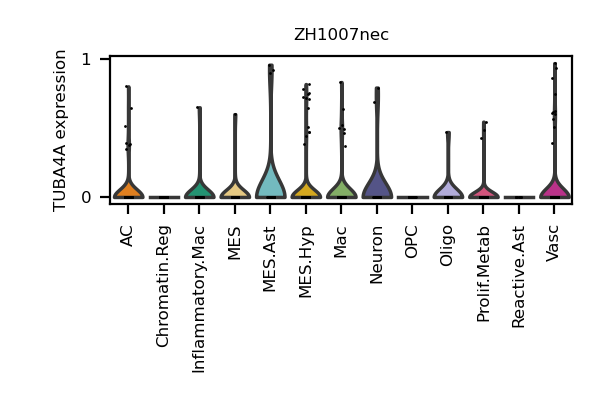 ZH1007nec
TUBA4A expression
1
0
AC
Chromatin.Reg
Inflammatory.Mac
MES
MES.Ast
MES.Hyp
Mac
Neuron
OPC
Oligo
Prolif.Metab
Reactive.Ast
Vasc